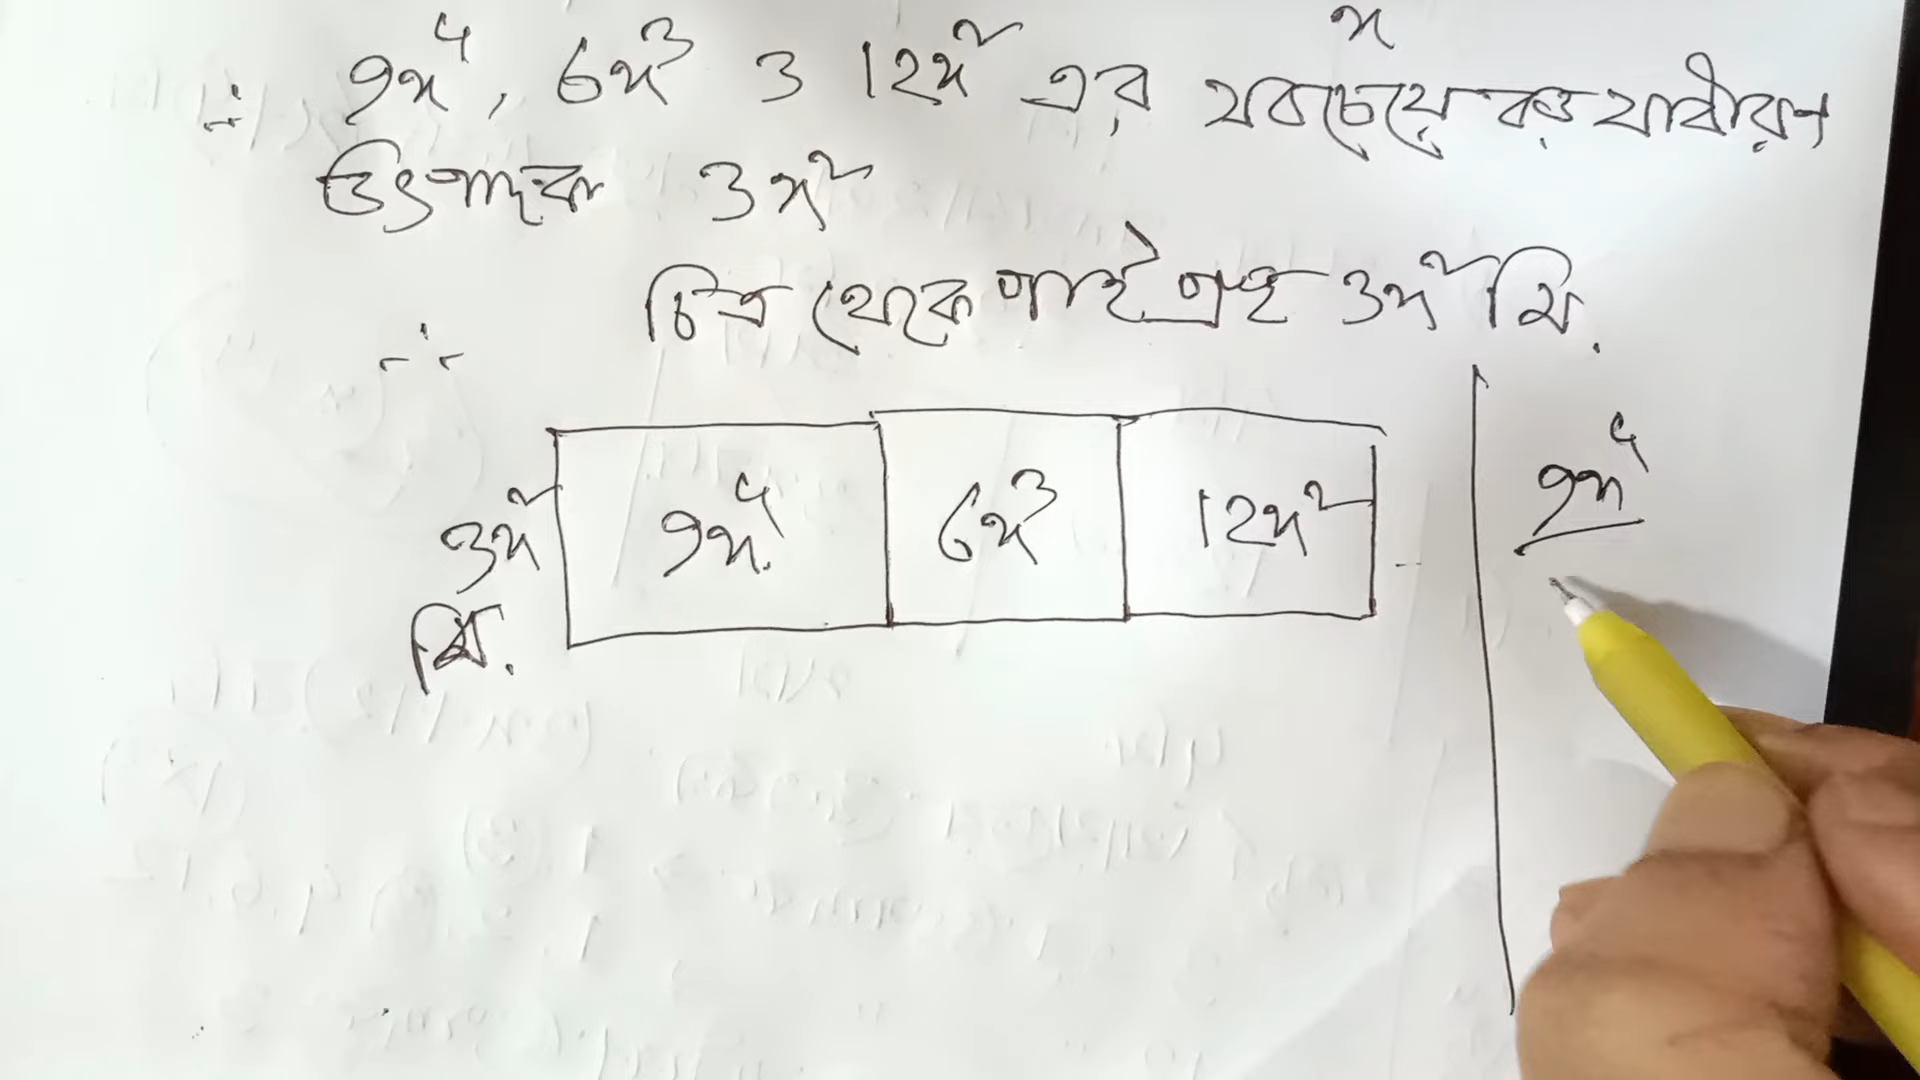 x
∴ 9x⁴, 6x³ ও 12x² এর সবচেয়ে বড় সাধারণ
উৎপাদক 3x²
চিত্র থেকে পাই প্রস্থ 3x² মি.
∴
3x² 9x⁴ 6x³ 12x² 9x⁴
মি.